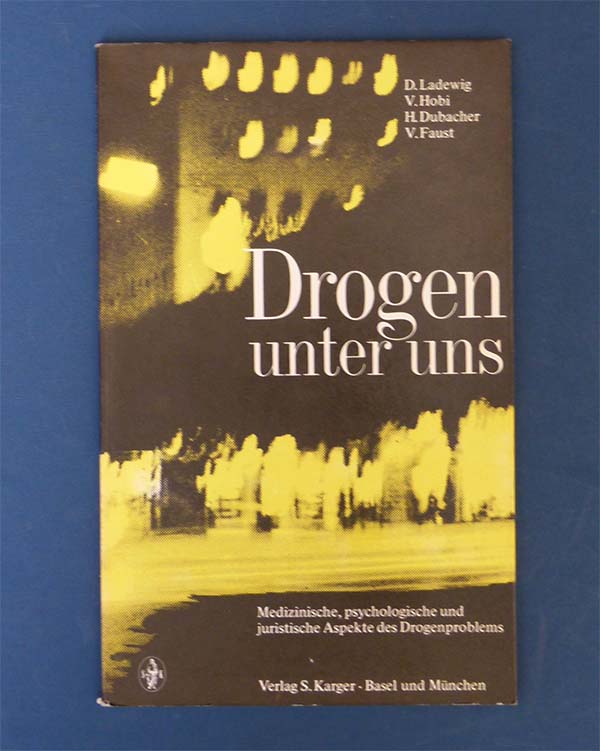 D. Ladewig
V. Hobi
H. Dubacher
V. Faust
Drogen
unter uns
Medizinische, psychologische und
juristische Aspekte des Drogenproblems
S K
Verlag S. Karger · Basel und München